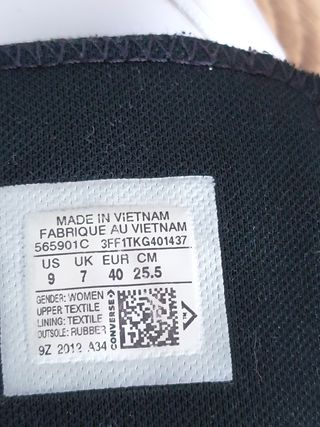 MADE IN VIETNAM
FABRIQUE AU VIETNAM
565901C 3FF1TKG401437
US UK EUR CM
9 7 40 25.5
GENDER: WOMEN
UPPER TEXTILE
LINING: TEXTILE
OUTSOLE: RUBBER
CONVERSE
9Z 2012 A34